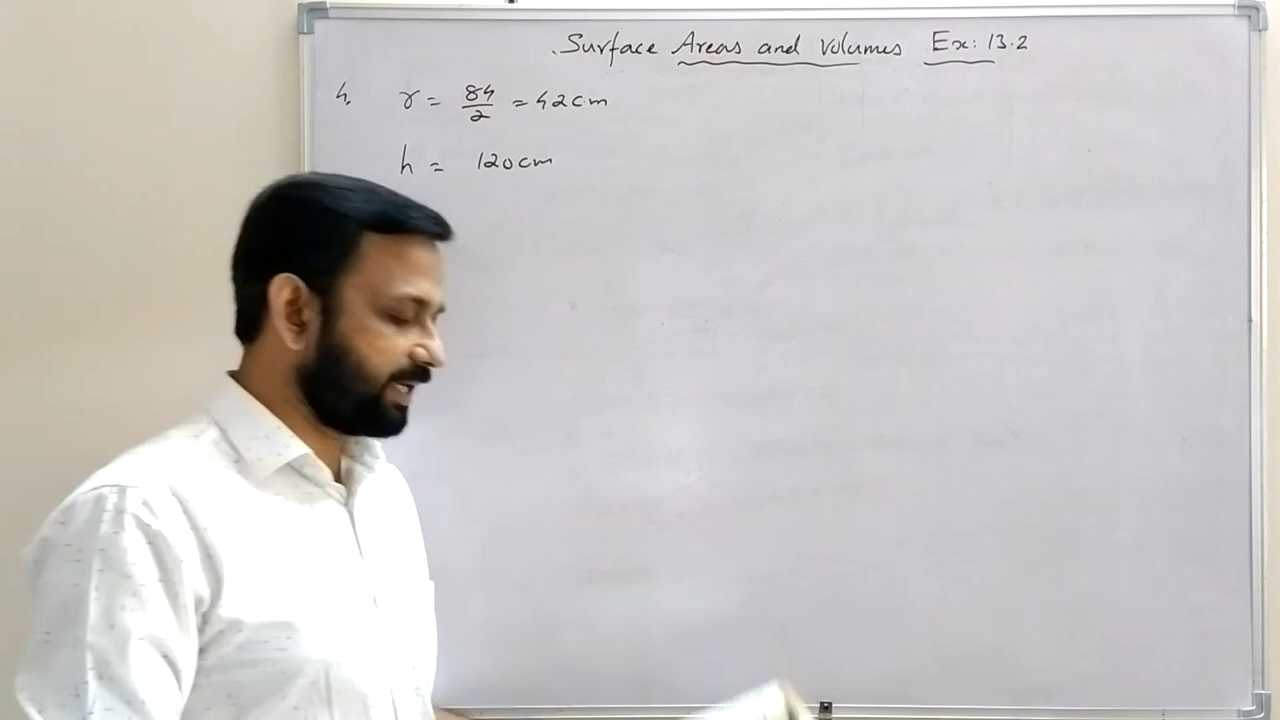 Surface Areas and volumes Ex: 13.2
4. r = 84/2 = 42cm
h = 120cm